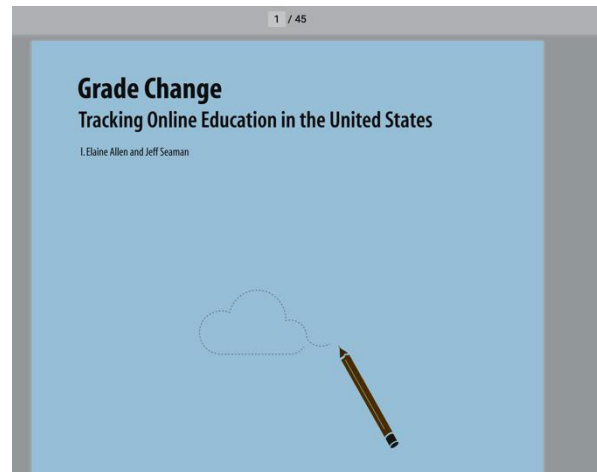 1 / 45
Grade Change
Tracking Online Education in the United States
I. Elaine Allen and Jeff Seaman